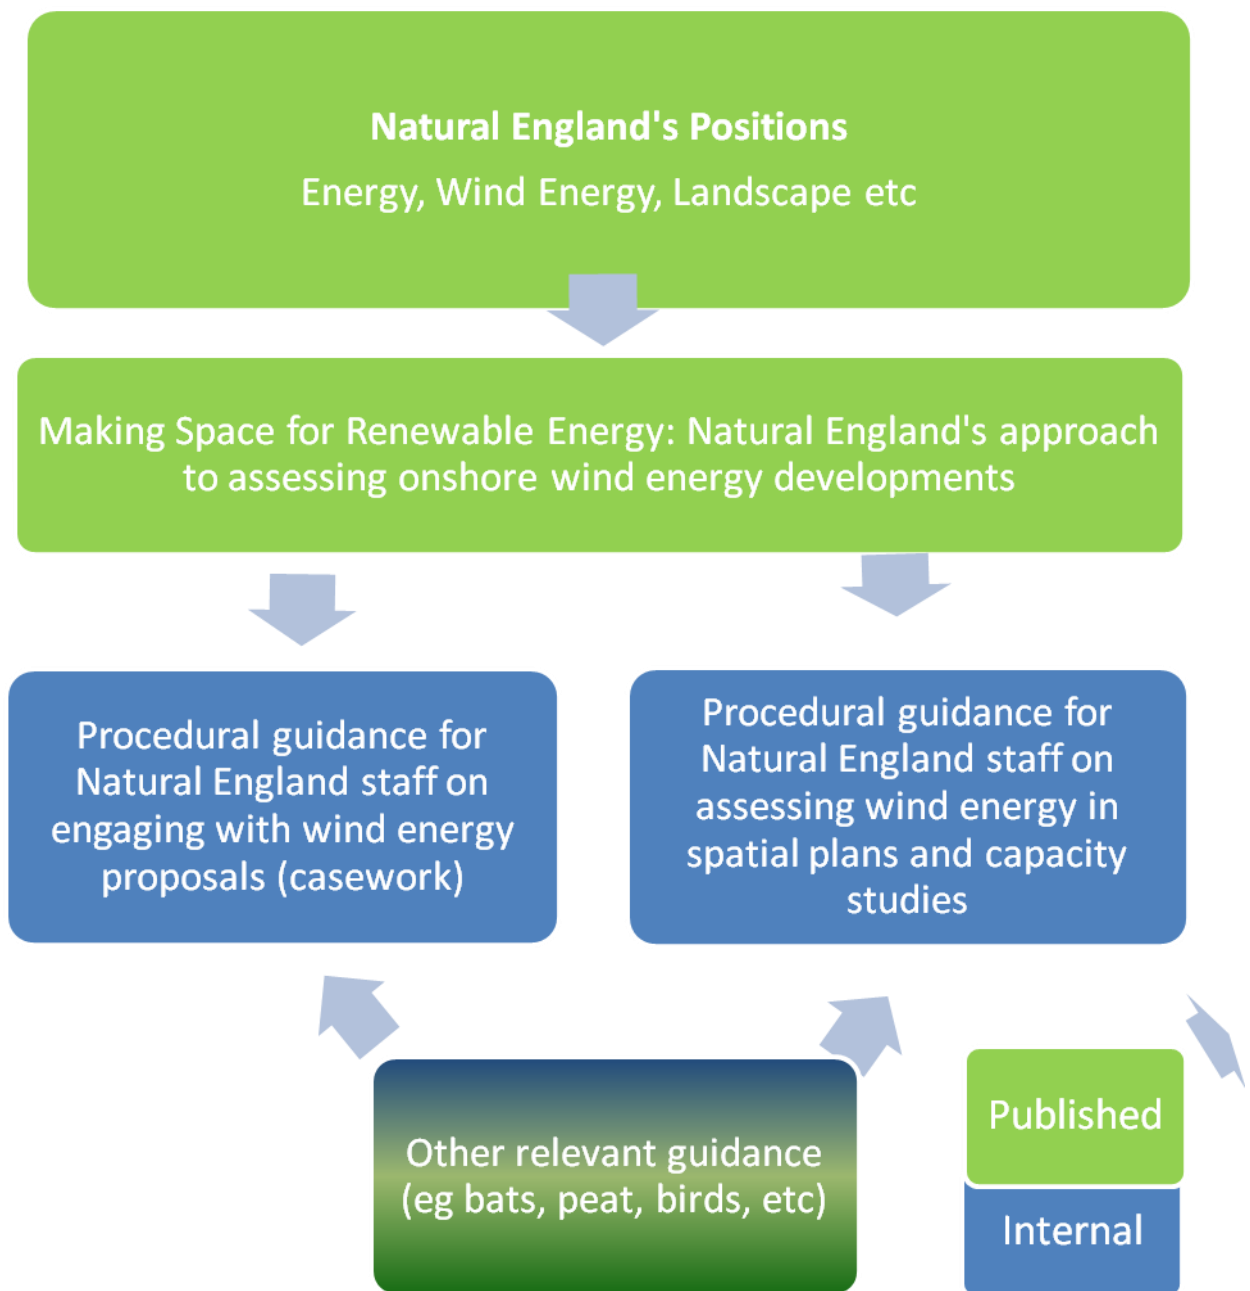 Natural England's Positions
Energy, Wind Energy, Landscape etc
Making Space for Renewable Energy: Natural England's approach
to assessing onshore wind energy developments
Procedural guidance for
Natural England staff on
engaging with wind energy
proposals (casework)
Procedural guidance for
Natural England staff on
assessing wind energy in
spatial plans and capacity
studies
Other relevant guidance
(eg bats, peat, birds, etc)
Published
Internal